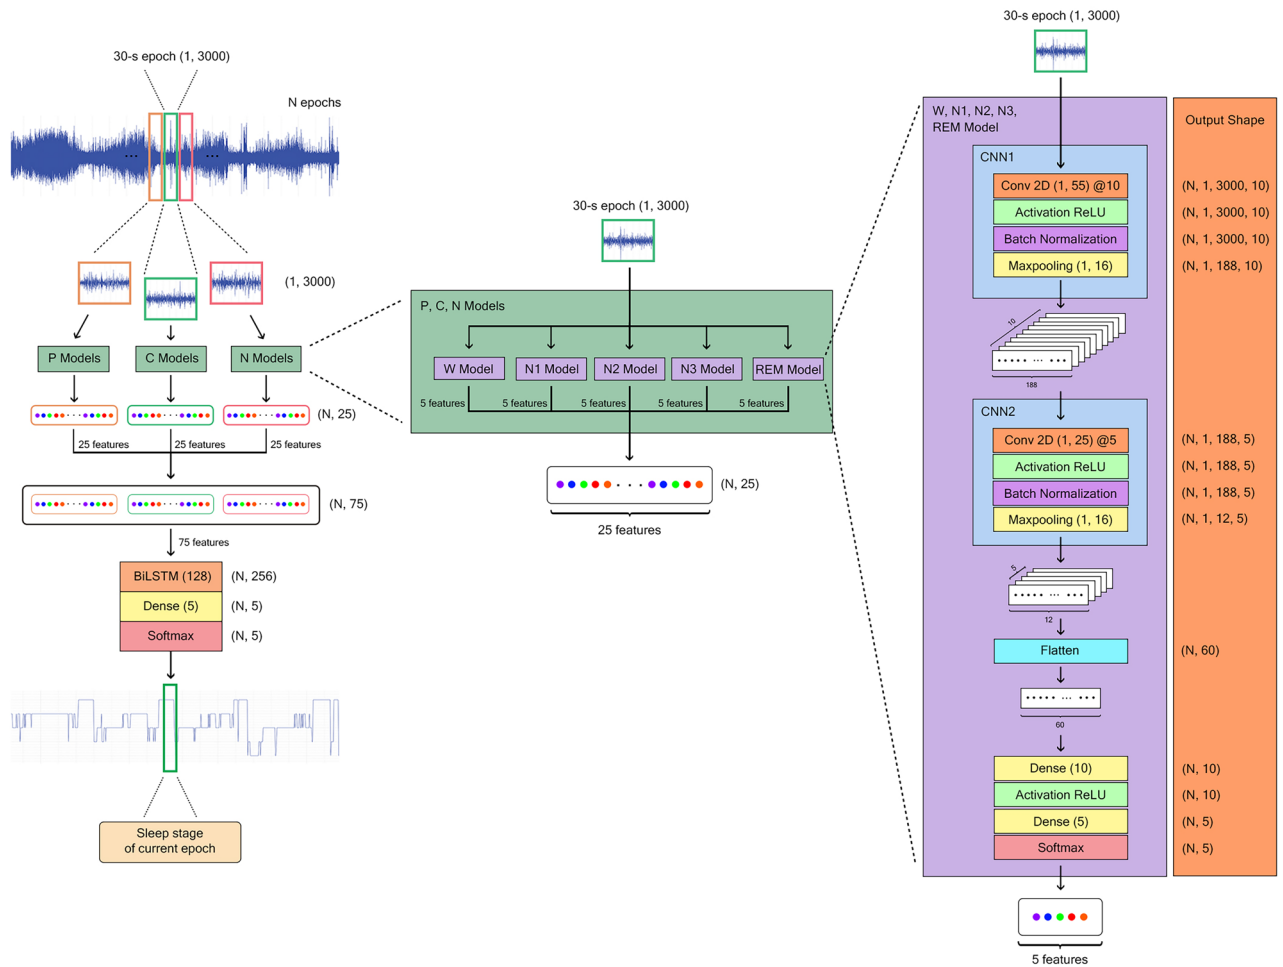 30-s epoch (1, 3000)
N epochs
... ...
(1, 3000)
P Models
C Models
N Models
(N, 25)
25 features
25 features
25 features
(N, 75)
75 features
BiLSTM (128)
(N, 256)
Dense (5)
(N, 5)
Softmax
(N, 5)
Sleep stage
of current epoch
30-s epoch (1, 3000)
P, C, N Models
W Model
N1 Model
N2 Model
N3 Model
REM Model
5 features
5 features
5 features
5 features
5 features
(N, 25)
25 features
30-s epoch (1, 3000)
W, N1, N2, N3,
REM Model
Output Shape
CNN1
Conv 2D (1, 55) @10
(N, 1, 3000, 10)
Activation ReLU
(N, 1, 3000, 10)
Batch Normalization
(N, 1, 3000, 10)
Maxpooling (1, 16)
(N, 1, 188, 10)
10
188
CNN2
Conv 2D (1, 25) @5
(N, 1, 188, 5)
Activation ReLU
(N, 1, 188, 5)
Batch Normalization
(N, 1, 188, 5)
Maxpooling (1, 16)
(N, 1, 12, 5)
5
12
Flatten
(N, 60)
60
Dense (10)
(N, 10)
Activation ReLU
(N, 10)
Dense (5)
(N, 5)
Softmax
(N, 5)
5 features